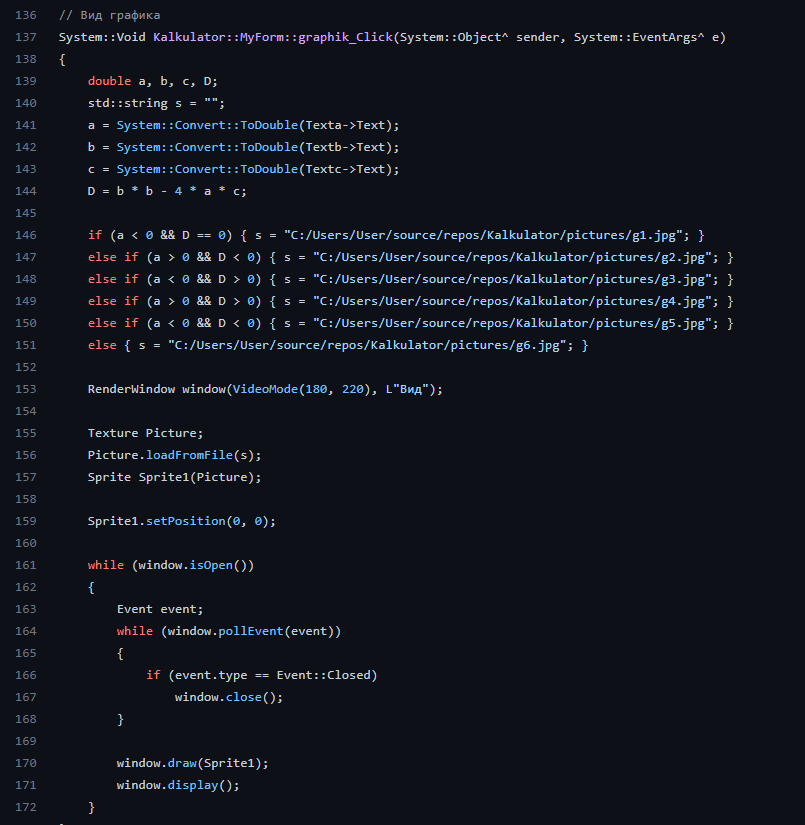 136 // Вид графика
137 System::Void Kalkulator::MyForm::graphik_Click(System::Object^ sender, System::EventArgs^ e)
138 {
139     double a, b, c, D;
140     std::string s = "";
141     a = System::Convert::ToDouble(Texta->Text);
142     b = System::Convert::ToDouble(Textb->Text);
143     c = System::Convert::ToDouble(Textc->Text);
144     D = b * b - 4 * a * c;
145
146     if (a < 0 && D == 0) { s = "C:/Users/User/source/repos/Kalkulator/pictures/g1.jpg"; }
147     else if (a > 0 && D < 0) { s = "C:/Users/User/source/repos/Kalkulator/pictures/g2.jpg"; }
148     else if (a < 0 && D > 0) { s = "C:/Users/User/source/repos/Kalkulator/pictures/g3.jpg"; }
149     else if (a > 0 && D > 0) { s = "C:/Users/User/source/repos/Kalkulator/pictures/g4.jpg"; }
150     else if (a < 0 && D < 0) { s = "C:/Users/User/source/repos/Kalkulator/pictures/g5.jpg"; }
151     else { s = "C:/Users/User/source/repos/Kalkulator/pictures/g6.jpg"; }
152
153     RenderWindow window(VideoMode(180, 220), L"Вид");
154
155     Texture Picture;
156     Picture.loadFromFile(s);
157     Sprite Sprite1(Picture);
158
159     Sprite1.setPosition(0, 0);
160
161     while (window.isOpen())
162     {
163         Event event;
164         while (window.pollEvent(event))
165         {
166             if (event.type == Event::Closed)
167                 window.close();
168         }
169
170         window.draw(Sprite1);
171         window.display();
172     }